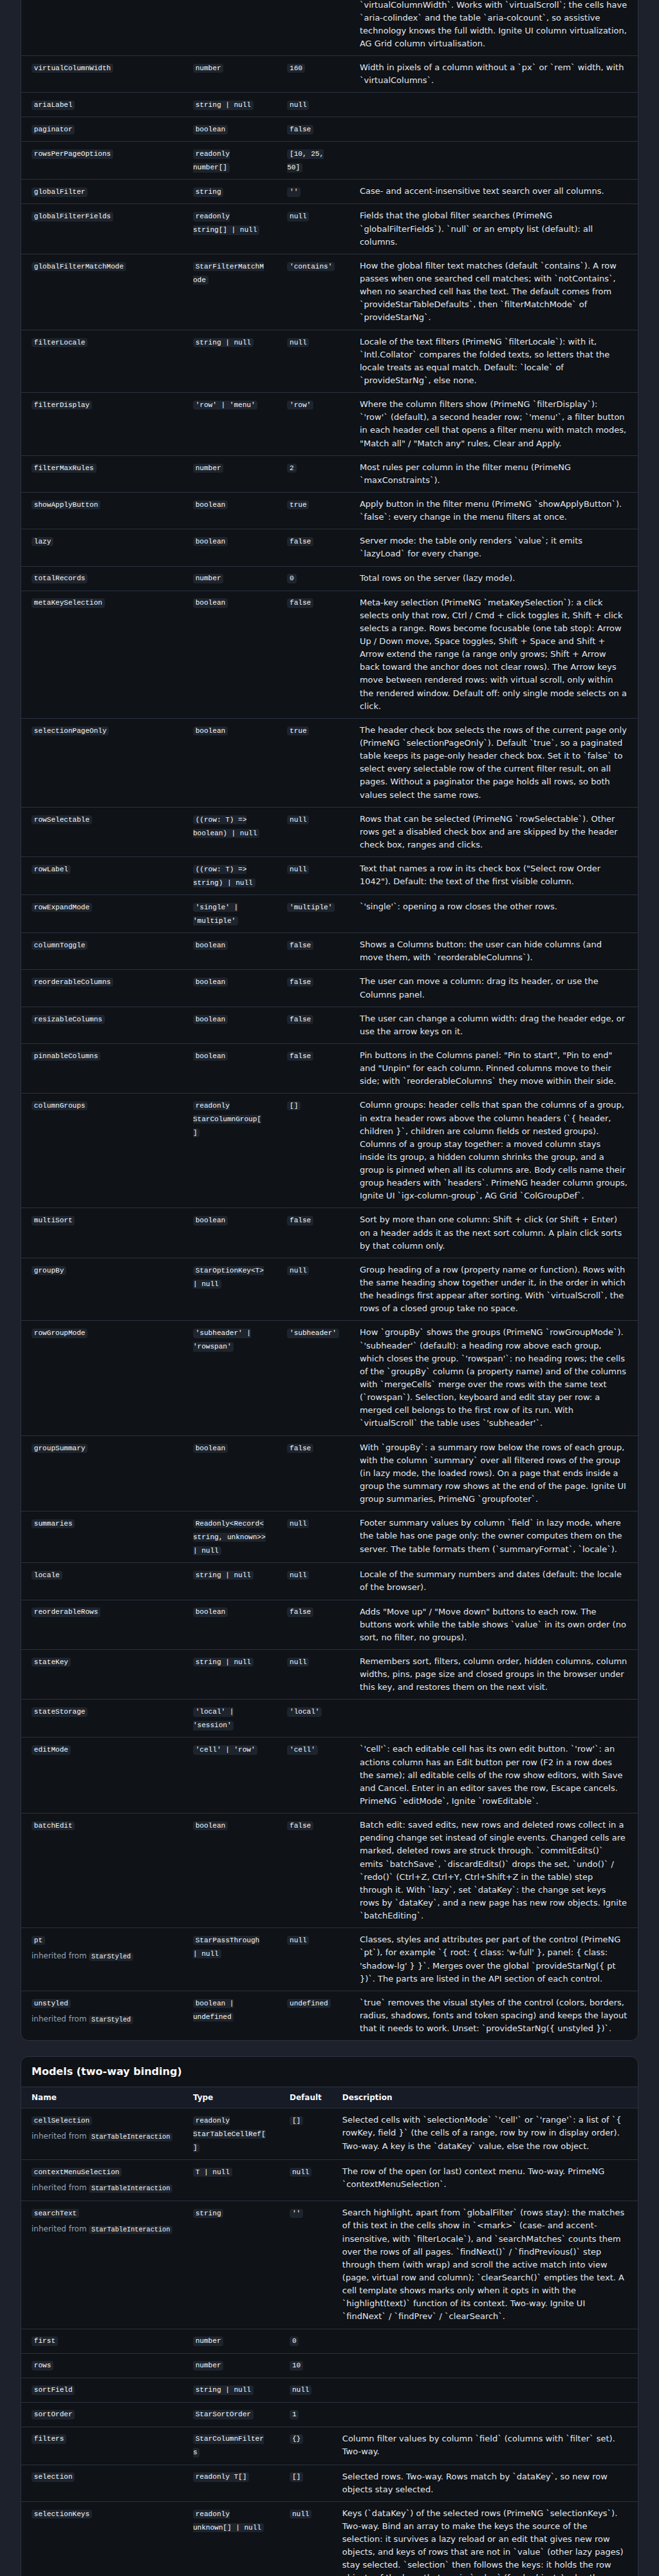 `virtualColumnWidth`. Works with `virtualScroll`; the cells have
`aria-colindex` and the table `aria-colcount`, so assistive
technology knows the full width. Ignite UI column virtualization,
AG Grid column virtualisation.
virtualColumnWidth number 160 Width in pixels of a column without a `px` or `rem` width, with
`virtualColumns`.
ariaLabel string | null null
paginator boolean false
rowsPerPageOptions readonly [10, 25,
number[] 50]
globalFilter string '' Case- and accent-insensitive text search over all columns.
globalFilterFields readonly null Fields that the global filter searches (PrimeNG
string[] | null `globalFilterFields`). `null` or an empty list (default): all
columns.
globalFilterMatchMode StarFilterMatchM 'contains' How the global filter text matches (default `contains`). A row
ode passes when one searched cell matches; with `notContains`,
when no searched cell has the text. The default comes from
`provideStarTableDefaults`, then `filterMatchMode` of
`provideStarNg`.
filterLocale string | null null Locale of the text filters (PrimeNG `filterLocale`): with it,
`Intl.Collator` compares the folded texts, so letters that the
locale treats as equal match. Default: `locale` of
`provideStarNg`, else none.
filterDisplay 'row' | 'menu' 'row' Where the column filters show (PrimeNG `filterDisplay`):
`'row'` (default), a second header row; `'menu'`, a filter button
in each header cell that opens a filter menu with match modes,
"Match all" / "Match any" rules, Clear and Apply.
filterMaxRules number 2 Most rules per column in the filter menu (PrimeNG
`maxConstraints`).
showApplyButton boolean true Apply button in the filter menu (PrimeNG `showApplyButton`).
`false`: every change in the menu filters at once.
lazy boolean false Server mode: the table only renders `value`; it emits
`lazyLoad` for every change.
totalRecords number 0 Total rows on the server (lazy mode).
metaKeySelection boolean false Meta-key selection (PrimeNG `metaKeySelection`): a click
selects only that row, Ctrl / Cmd + click toggles it, Shift + click
selects a range. Rows become focusable (one tab stop): Arrow
Up / Down move, Space toggles, Shift + Space and Shift +
Arrow extend the range (a range only grows; Shift + Arrow
back toward the anchor does not clear rows). The Arrow keys
move between rendered rows: with virtual scroll, only within
the rendered window. Default off: only single mode selects on a
click.
selectionPageOnly boolean true The header check box selects the rows of the current page only
(PrimeNG `selectionPageOnly`). Default `true`, so a paginated
table keeps its page-only header check box. Set it to `false` to
select every selectable row of the current filter result, on all
pages. Without a paginator the page holds all rows, so both
values select the same rows.
rowSelectable ((row: T) => null Rows that can be selected (PrimeNG `rowSelectable`). Other
boolean) | null rows get a disabled check box and are skipped by the header
check box, ranges and clicks.
rowLabel ((row: T) => null Text that names a row in its check box ("Select row Order
string) | null 1042"). Default: the text of the first visible column.
rowExpandMode 'single' | 'multiple' `'single'`: opening a row closes the other rows.
'multiple'
columnToggle boolean false Shows a Columns button: the user can hide columns (and
move them, with `reorderableColumns`).
reorderableColumns boolean false The user can move a column: drag its header, or use the
Columns panel.
resizableColumns boolean false The user can change a column width: drag the header edge, or
use the arrow keys on it.
pinnableColumns boolean false Pin buttons in the Columns panel: "Pin to start", "Pin to end"
and "Unpin" for each column. Pinned columns move to their
side; with `reorderableColumns` they move within their side.
columnGroups readonly [] Column groups: header cells that span the columns of a group,
StarColumnGroup[ in extra header rows above the column headers (`{ header,
] children }`, children are column fields or nested groups).
Columns of a group stay together: a moved column stays
inside its group, a hidden column shrinks the group, and a
group is pinned when all its columns are. Body cells name their
group headers with `headers`. PrimeNG header column groups,
Ignite UI `igx-column-group`, AG Grid `ColGroupDef`.
multiSort boolean false Sort by more than one column: Shift + click (or Shift + Enter)
on a header adds it as the next sort column. A plain click sorts
by that column only.
groupBy StarOptionKey<T> null Group heading of a row (property name or function). Rows with
| null the same heading show together under it, in the order in which
the headings first appear after sorting. With `virtualScroll`, the
rows of a closed group take no space.
rowGroupMode 'subheader' | 'subheader' How `groupBy` shows the groups (PrimeNG `rowGroupMode`).
'rowspan' `'subheader'` (default): a heading row above each group,
which closes the group. `'rowspan'`: no heading rows; the cells
of the `groupBy` column (a property name) and of the columns
with `mergeCells` merge over the rows with the same text
(`rowspan`). Selection, keyboard and edit stay per row: a
merged cell belongs to the first row of its run. With
`virtualScroll` the table uses `'subheader'`.
groupSummary boolean false With `groupBy`: a summary row below the rows of each group,
with the column `summary` over all filtered rows of the group
(in lazy mode, the loaded rows). On a page that ends inside a
group the summary row shows at the end of the page. Ignite UI
group summaries, PrimeNG `groupfooter`.
summaries Readonly<Record< null Footer summary values by column `field` in lazy mode, where
string, unknown>> the table has one page only: the owner computes them on the
| null server. The table formats them (`summaryFormat`, `locale`).
locale string | null null Locale of the summary numbers and dates (default: the locale
of the browser).
reorderableRows boolean false Adds "Move up" / "Move down" buttons to each row. The
buttons work while the table shows `value` in its own order (no
sort, no filter, no groups).
stateKey string | null null Remembers sort, filters, column order, hidden columns, column
widths, pins, page size and closed groups in the browser under
this key, and restores them on the next visit.
stateStorage 'local' | 'local'
'session'
editMode 'cell' | 'row' 'cell' `'cell'`: each editable cell has its own edit button. `'row'`: an
actions column has an Edit button per row (F2 in a row does
the same); all editable cells of the row show editors, with Save
and Cancel. Enter in an editor saves the row, Escape cancels.
PrimeNG `editMode`, Ignite `rowEditable`.
batchEdit boolean false Batch edit: saved edits, new rows and deleted rows collect in a
pending change set instead of single events. Changed cells are
marked, deleted rows are struck through. `commitEdits()`
emits `batchSave`, `discardEdits()` drops the set, `undo()` /
`redo()` (Ctrl+Z, Ctrl+Y, Ctrl+Shift+Z in the table) step
through it. With `lazy`, set `dataKey`: the change set keys
rows by `dataKey`, and a new page has new row objects. Ignite
`batchEditing`.
pt StarPassThrough null Classes, styles and attributes per part of the control (PrimeNG
inherited from StarStyled | null `pt`), for example `{ root: { class: 'w-full' }, panel: { class:
'shadow-lg' } }`. Merges over the global `provideStarNg({ pt
})`. The parts are listed in the API section of each control.
unstyled boolean | undefined `true` removes the visual styles of the control (colors, borders,
inherited from StarStyled undefined radius, shadows, fonts and token spacing) and keeps the layout
that it needs to work. Unset: `provideStarNg({ unstyled })`.
Models (two-way binding)
Name Type Default Description
cellSelection readonly [] Selected cells with `selectionMode` `'cell'` or `'range'`: a list of `{
inherited from StarTableInteraction StarTableCellRef[ rowKey, field }` (the cells of a range, row by row in display order).
] Two-way. A key is the `dataKey` value, else the row object.
contextMenuSelection T | null null The row of the open (or last) context menu. Two-way. PrimeNG
inherited from StarTableInteraction `contextMenuSelection`.
searchText string '' Search highlight, apart from `globalFilter` (rows stay): the matches
inherited from StarTableInteraction of this text in the cells show in `<mark>` (case- and accent-
insensitive, with `filterLocale`), and `searchMatches` counts them
over the rows of all pages. `findNext()` / `findPrevious()` step
through them (with wrap) and scroll the active match into view
(page, virtual row and column); `clearSearch()` empties the text. A
cell template shows marks only when it opts in with the
`highlight(text)` function of its context. Two-way. Ignite UI
`findNext` / `findPrev` / `clearSearch`.
first number 0
rows number 10
sortField string | null null
sortOrder StarSortOrder 1
filters StarColumnFilter {} Column filter values by column `field` (columns with `filter` set).
s Two-way.
selection readonly T[] [] Selected rows. Two-way. Rows match by `dataKey`, so new row
objects stay selected.
selectionKeys readonly null Keys (`dataKey`) of the selected rows (PrimeNG `selectionKeys`).
unknown[] | null Two-way. Bind an array to make the keys the source of the
selection: it survives a lazy reload or an edit that gives new row
objects, and keys of rows that are not in `value` (other lazy pages)
stay selected. `selection` then follows the keys: it holds the row